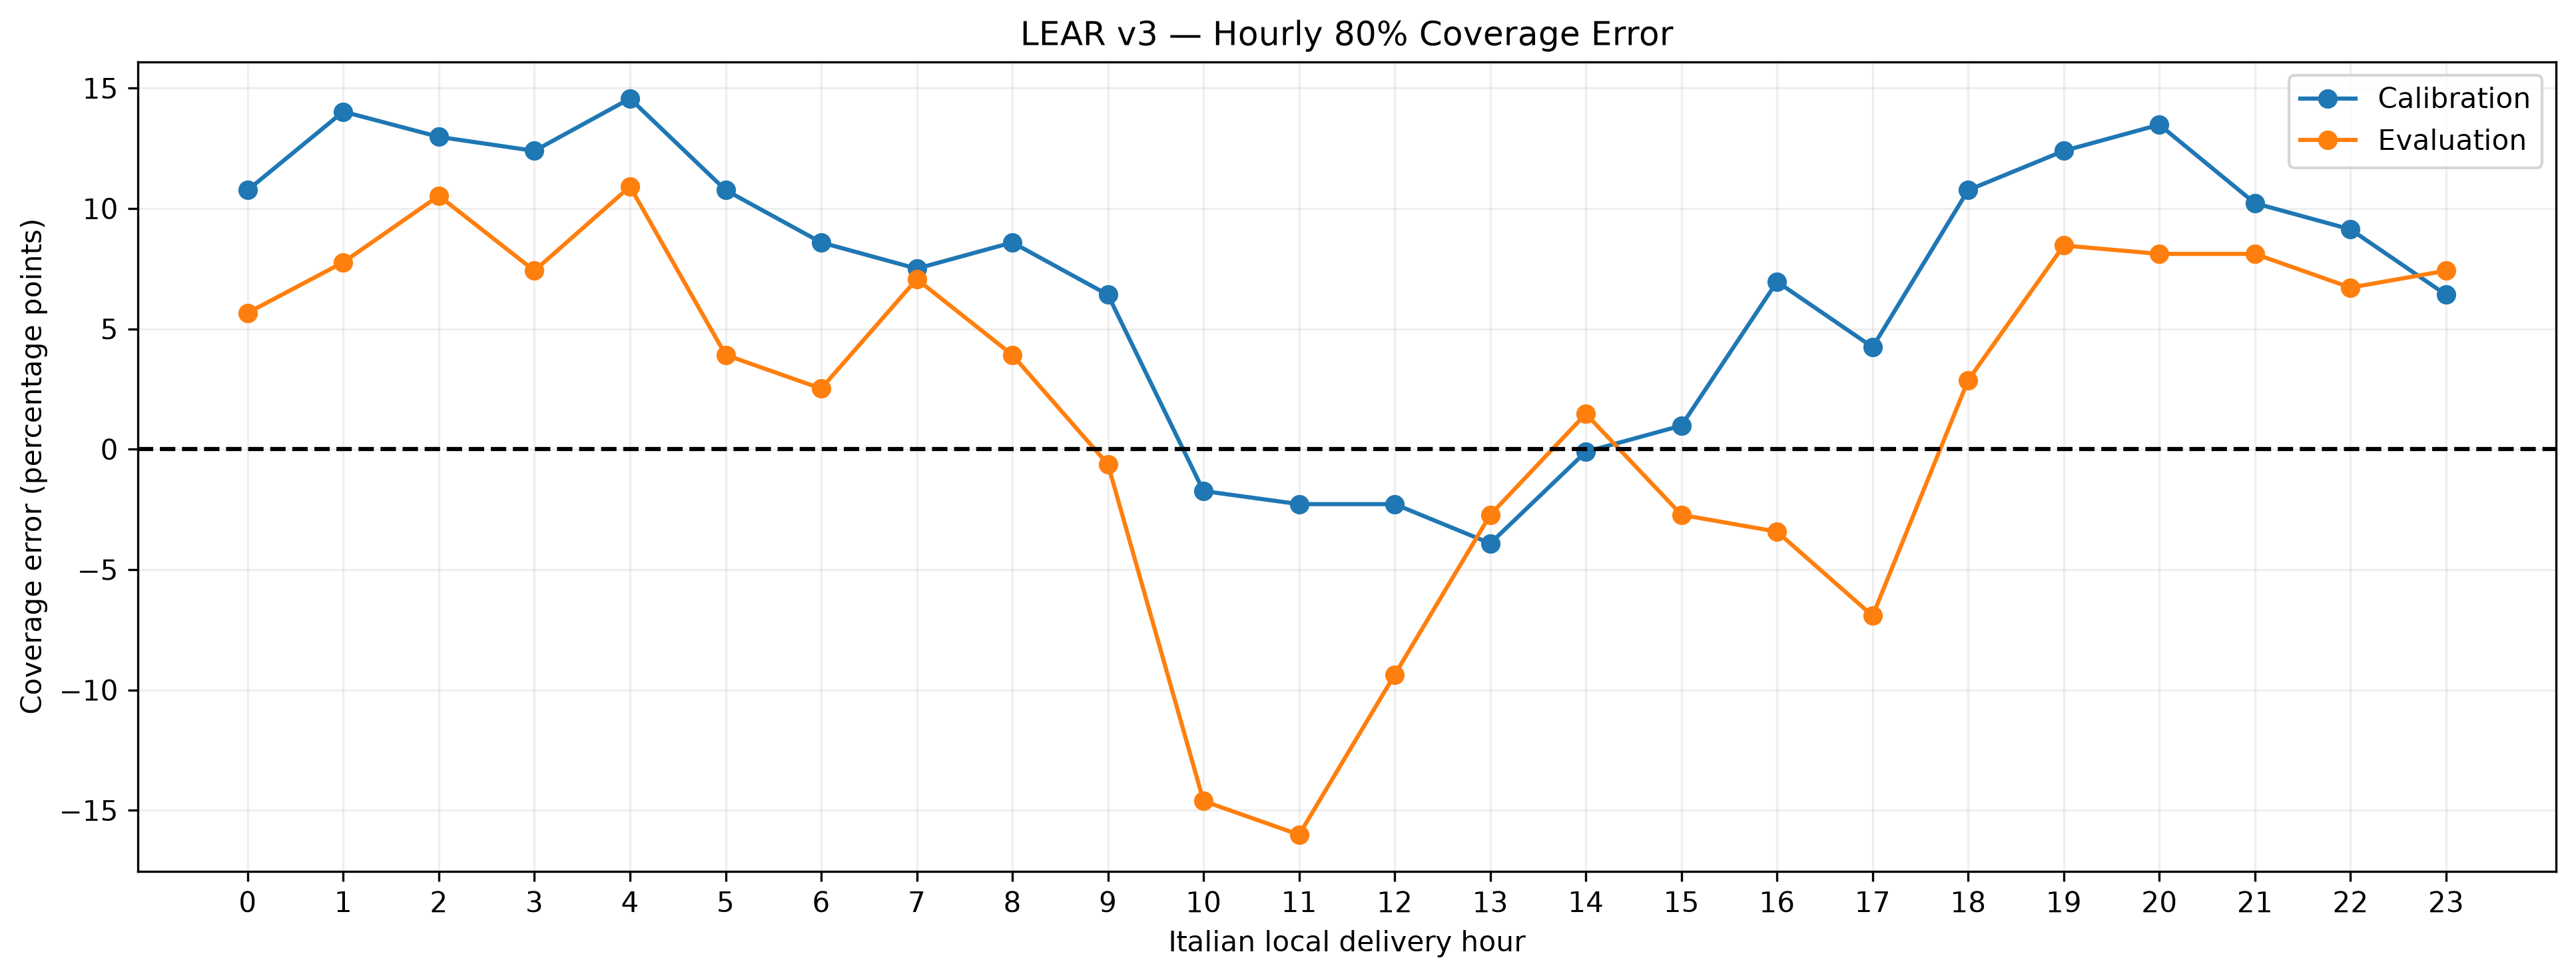 LEAR v3 — Hourly 80% Coverage Error
Calibration
Evaluation
Coverage error (percentage points)
15
10
5
0
−5
−10
−15
0 1 2 3 4 5 6 7 8 9 10 11 12 13 14 15 16 17 18 19 20 21 22 23
Italian local delivery hour